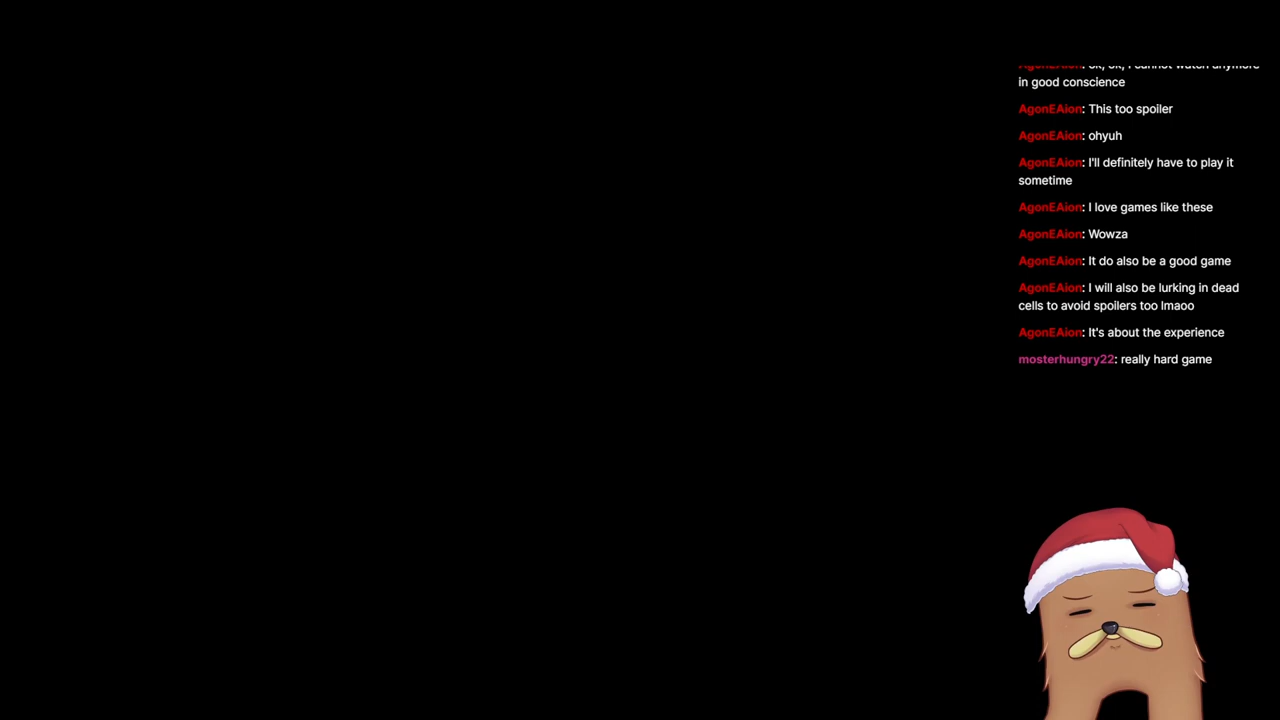 in good conscience
AgonEAion: This too spoiler
AgonEAion: ohyuh
AgonEAion: I'll definitely have to play it
sometime
AgonEAion: I love games like these
AgonEAion: Wowza
AgonEAion: It do also be a good game
AgonEAion: I will also be lurking in dead
cells to avoid spoilers too lmaoo
AgonEAion: It's about the experience
mosterhungry22: really hard game